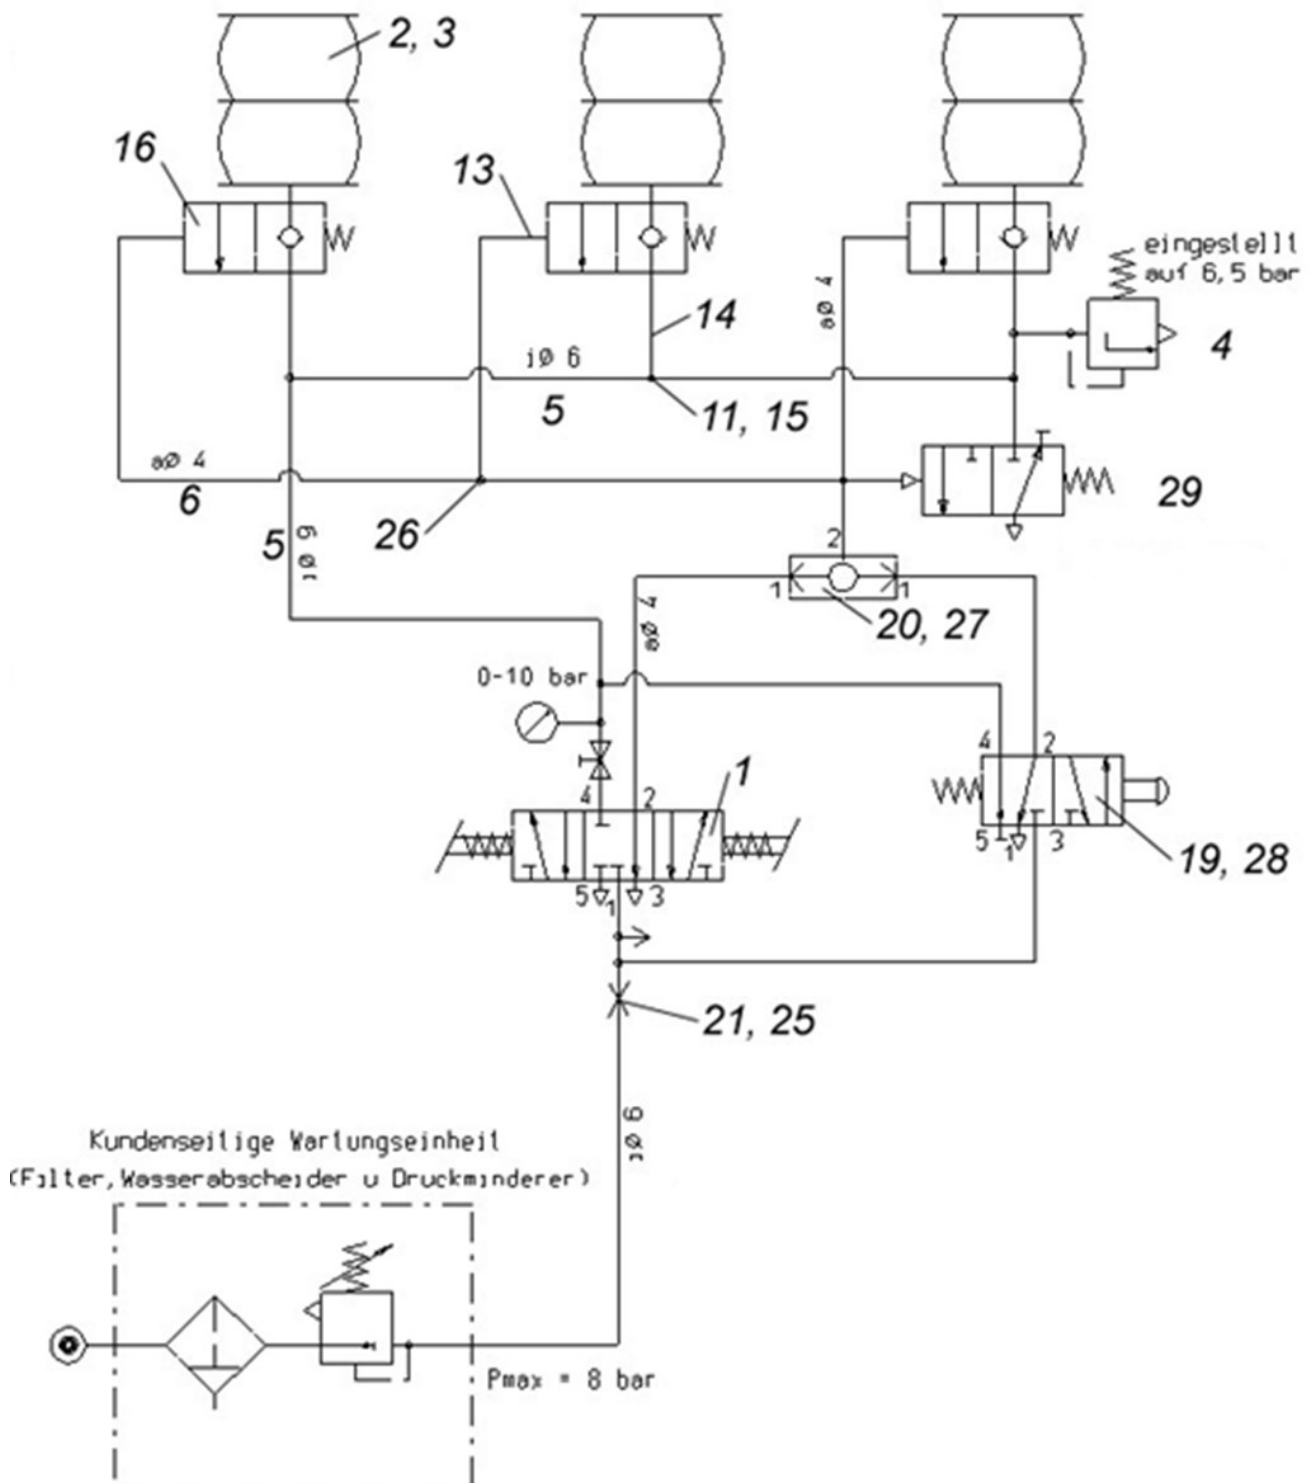 2, 3
16
13
eingestellt
auf 6,5 bar
aø 4
14
4
iø 6
5
11, 15
aø 4
6
29
26
5
iø 6
2
1
1
20, 27
aø 4
0-10 bar
4
2
1
4
2
5
1
3
19, 28
5
1
3
21, 25
iø 6
Kundenseitige Wartungseinheit
(Filter, Wasserabscheider u Druckminderer)
Pmax = 8 bar